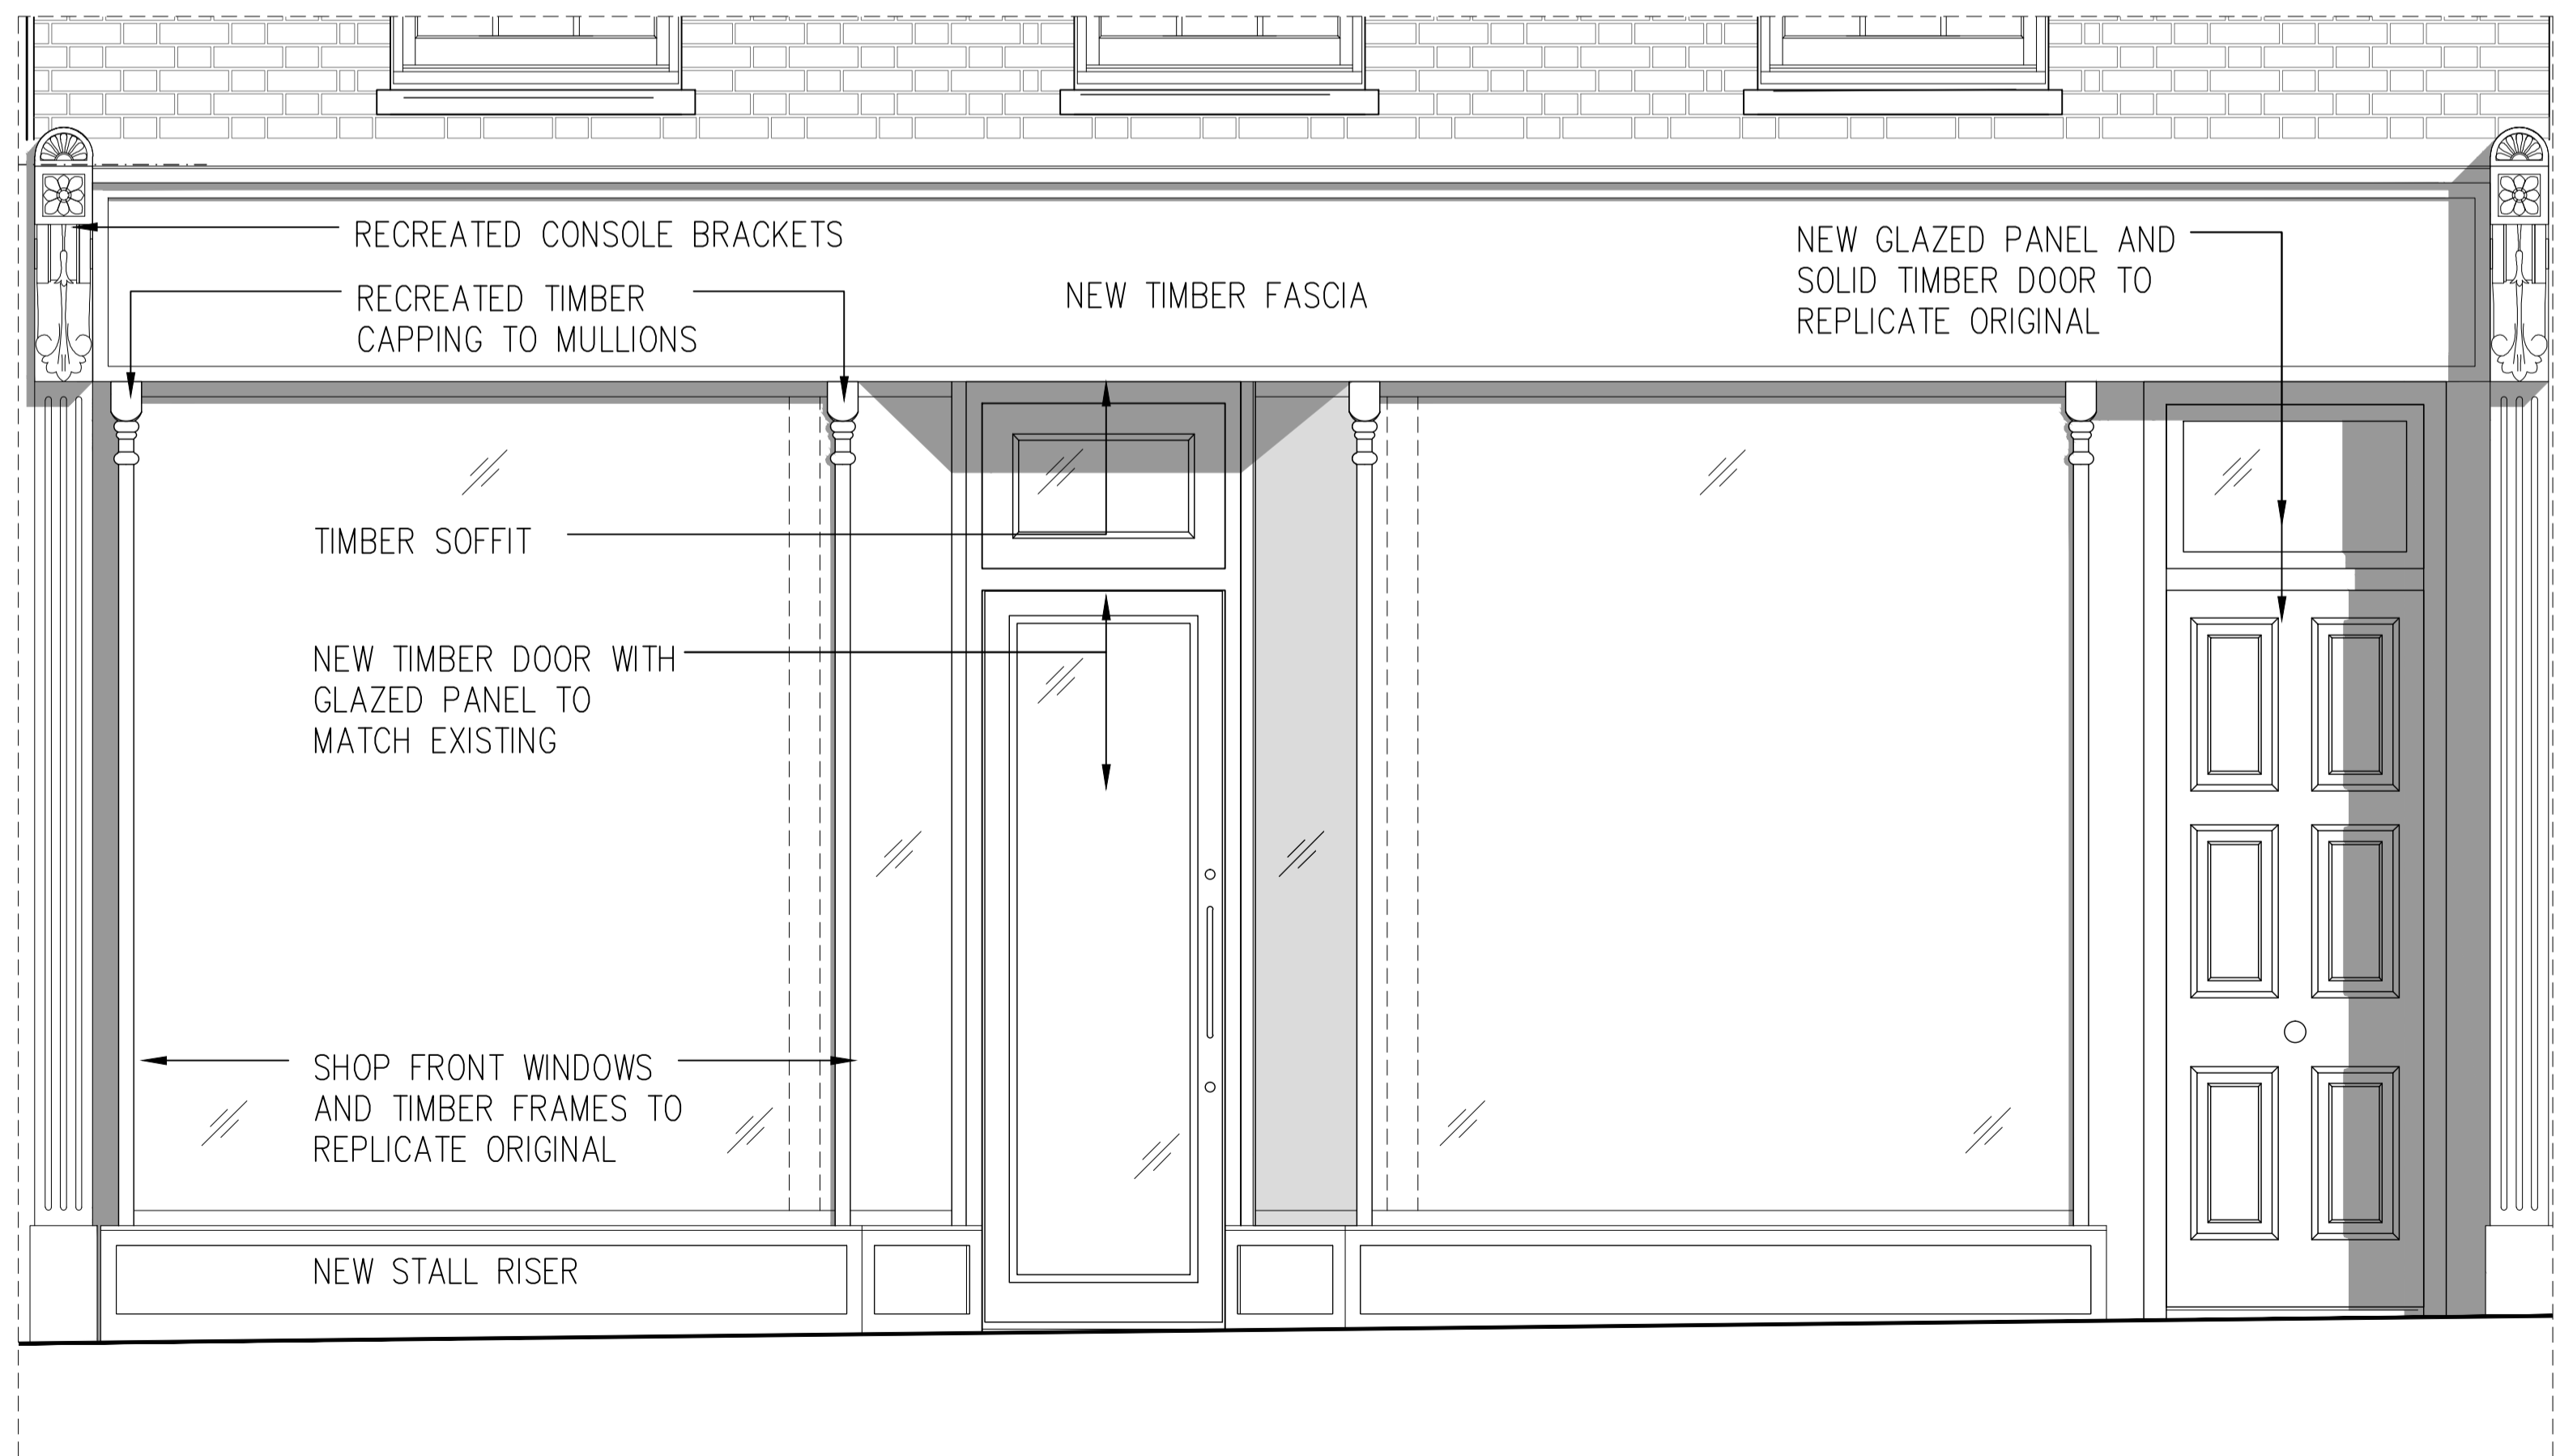 RECREATED CONSOLE BRACKETS
RECREATED TIMBER
CAPPING TO MULLIONS
NEW TIMBER FASCIA
NEW GLAZED PANEL AND
SOLID TIMBER DOOR TO
REPLICATE ORIGINAL
TIMBER SOFFIT
NEW TIMBER DOOR WITH
GLAZED PANEL TO
MATCH EXISTING
SHOP FRONT WINDOWS
AND TIMBER FRAMES TO
REPLICATE ORIGINAL
NEW STALL RISER